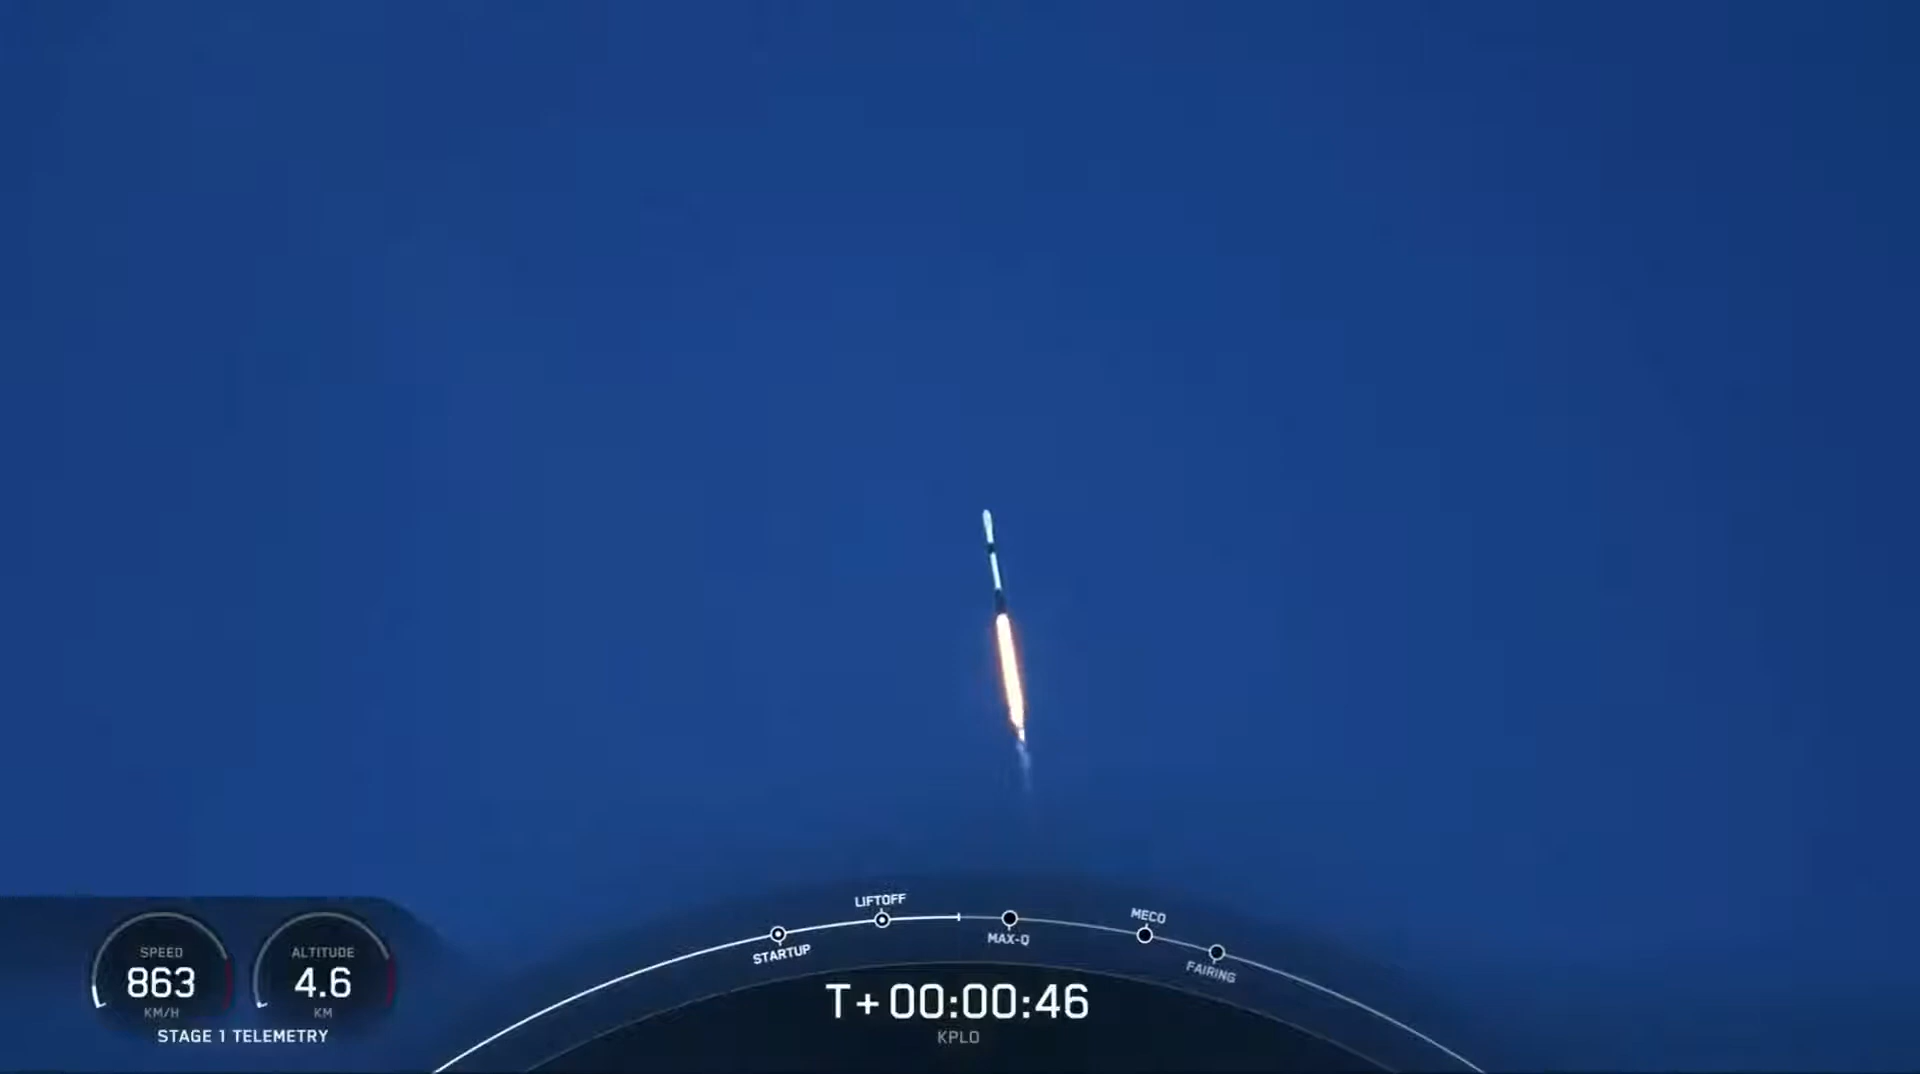 LIFTOFF
STARTUP
MAX-Q
MECO
FAIRING
SPEED
863
KM/H
ALTITUDE
4.6
KM
STAGE 1 TELEMETRY
T+00:00:46
KPLO